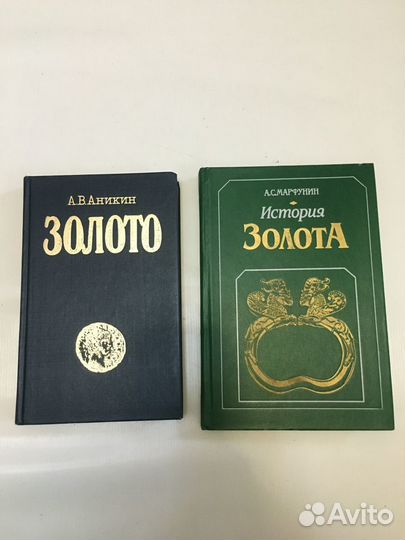 А.В.Аникин
ЗОЛОТО
А.С.МАРФУНИН
История
ЗОЛОТА
Avito